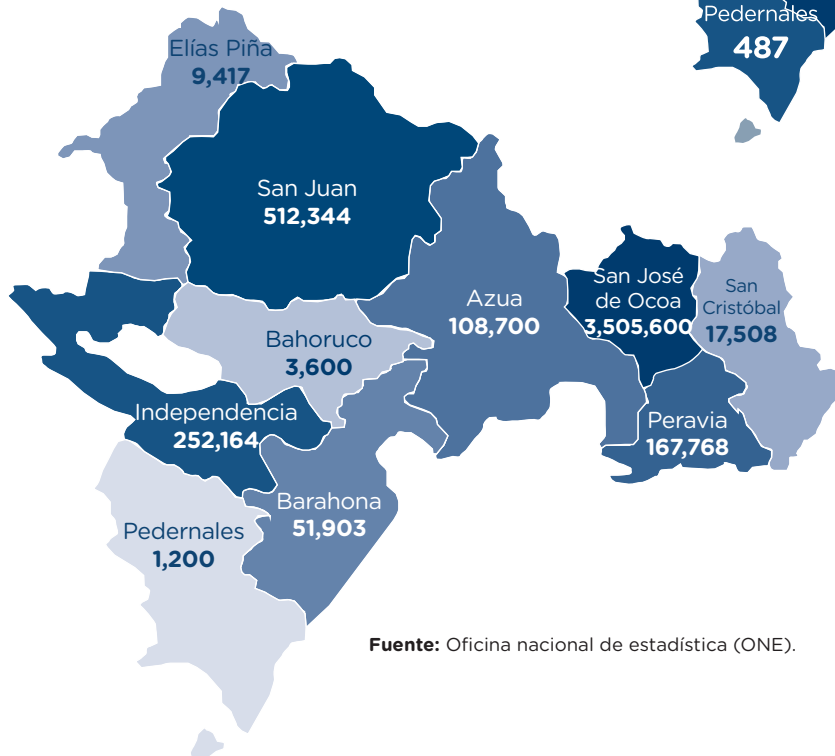 Pedernales
487
Elías Piña
9,417
San Juan
512,344
Azua
108,700
San José
de Ocoa
3,505,600
San
Cristóbal
17,508
Bahoruco
3,600
Independencia
252,164
Peravia
167,768
Barahona
51,903
Pedernales
1,200
Fuente: Oficina nacional de estadística (ONE).